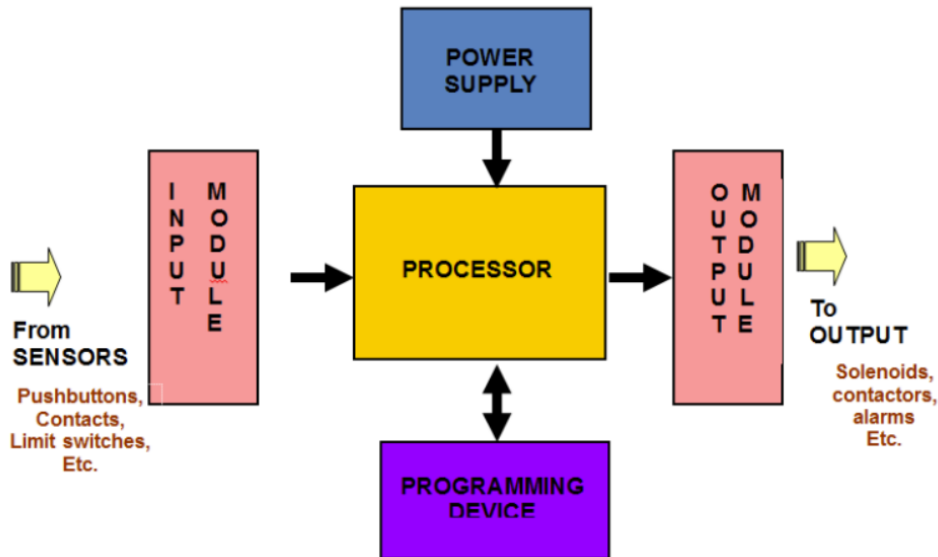 POWER
SUPPLY
INPUT MODULE
PROCESSOR
OUTPUT MODULE
From
SENSORS
Pushbuttons,
Contacts,
Limit switches,
Etc.
To
OUTPUT
Solenoids,
contactors,
alarms
Etc.
PROGRAMMING
DEVICE